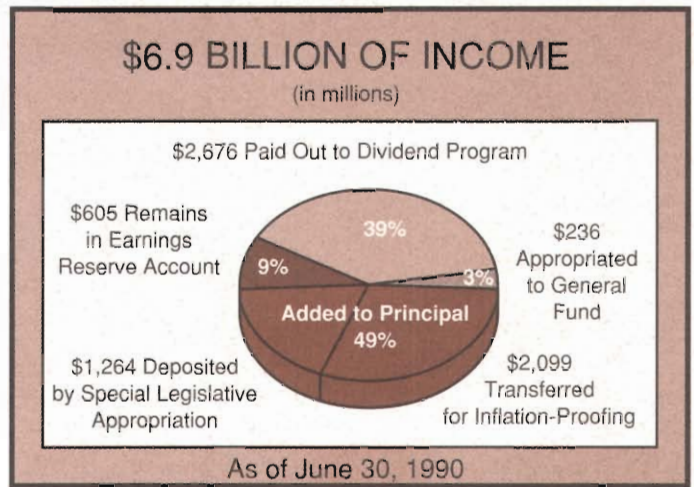 $6.9 BILLION OF INCOME
(in millions)
$2,676 Paid Out to Dividend Program
$605 Remains
in Earnings
Reserve Account
39%
9%
3%
$236
Appropriated
to General
Fund
Added to Principal
49%
$1,264 Deposited
by Special Legislative
Appropriation
$2,099
Transferred
for Inflation-Proofing
As of June 30, 1990